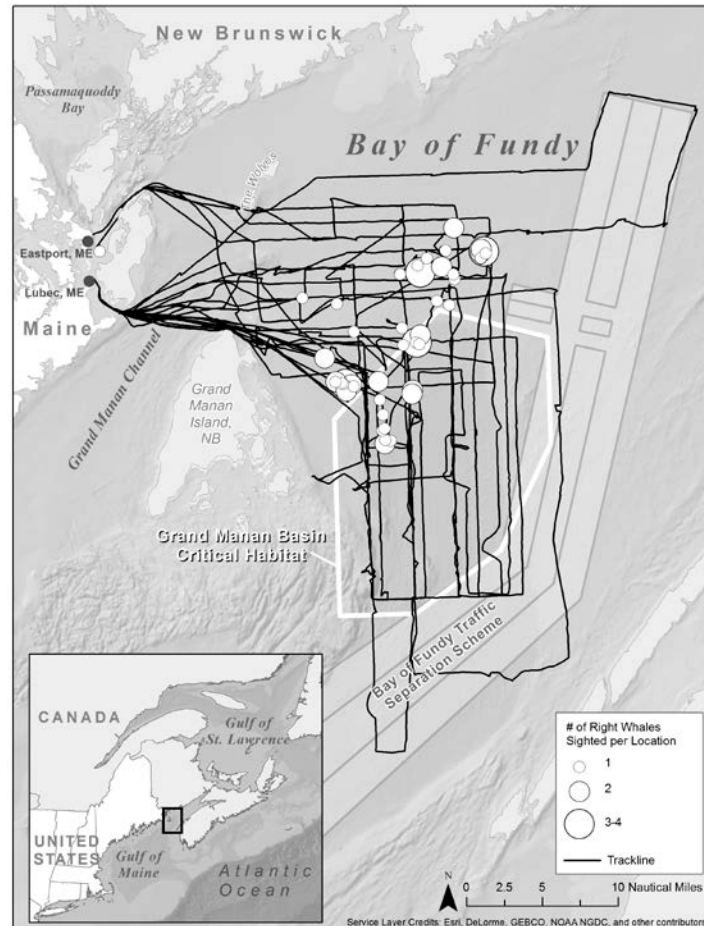 New Brunswick
Passamaquoddy
Bay
Bay of Fundy
The Wolves
Eastport, ME
Lubec, ME
Maine
Grand Manan Channel
Grand
Manan
Island,
NB
Grand Manan Basin
Critical Habitat
Bay of Fundy Traffic
Separation Scheme
CANADA
Gulf of
St. Lawrence
UNITED
STATES
Gulf of
Maine
Atlantic
Ocean
# of Right Whales
Sighted per Location
1
2
3-4
Trackline
N
0 2.5 5 10 Nautical Miles
Service Layer Credits: Esri, DeLorme, GEBCO, NOAA NGDC, and other contributors